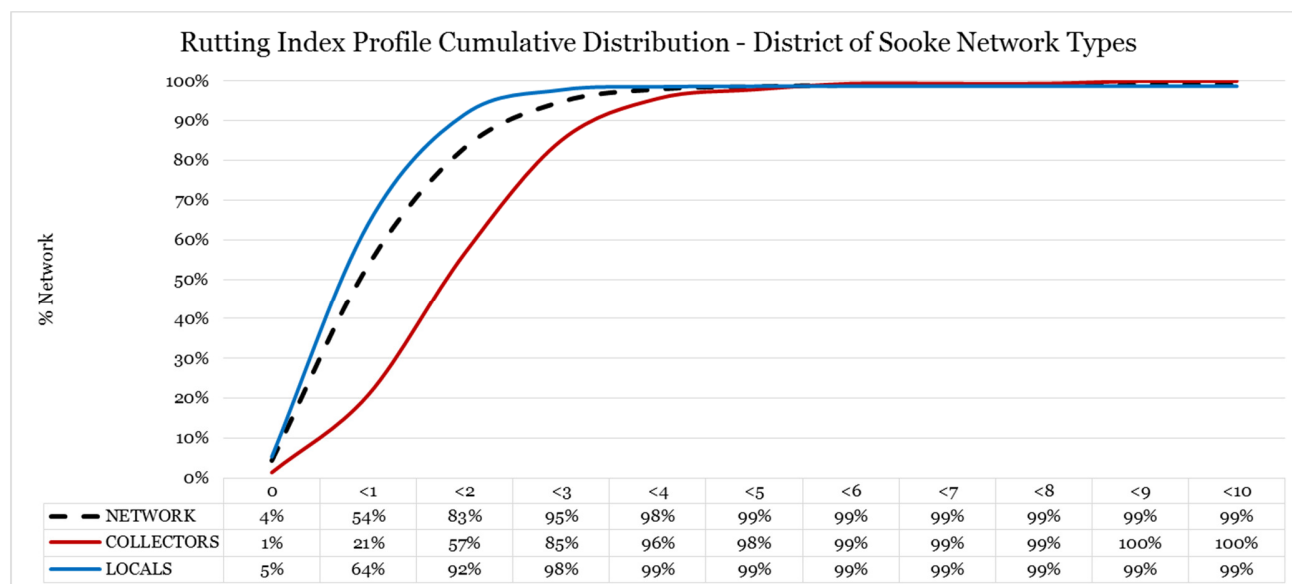 Rutting Index Profile Cumulative Distribution - District of Sooke Network Types
100%
90%
80%
70%
60%
50%
40%
30%
20%
10%
0%
% Network
0 <1 <2 <3 <4 <5 <6 <7 <8 <9 <10
NETWORK 4% 54% 83% 95% 98% 99% 99% 99% 99% 99% 99%
COLLECTORS 1% 21% 57% 85% 96% 98% 99% 99% 99% 100% 100%
LOCALS 5% 64% 92% 98% 99% 99% 99% 99% 99% 99% 99%